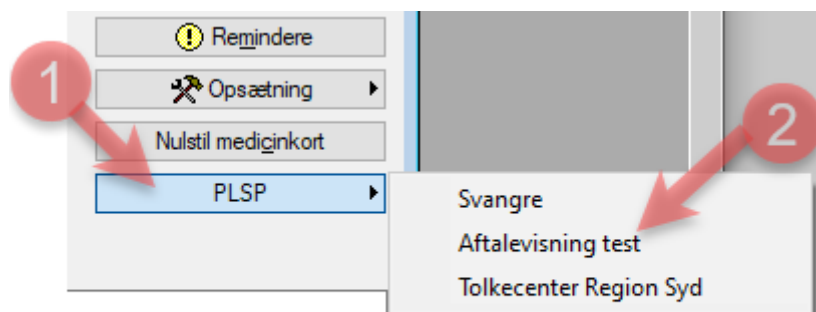 Remindere
1
Opsætning
Nulstil medicinkort
2
PLSP
Svangre
Aftalevisning test
Tolkecenter Region Syd